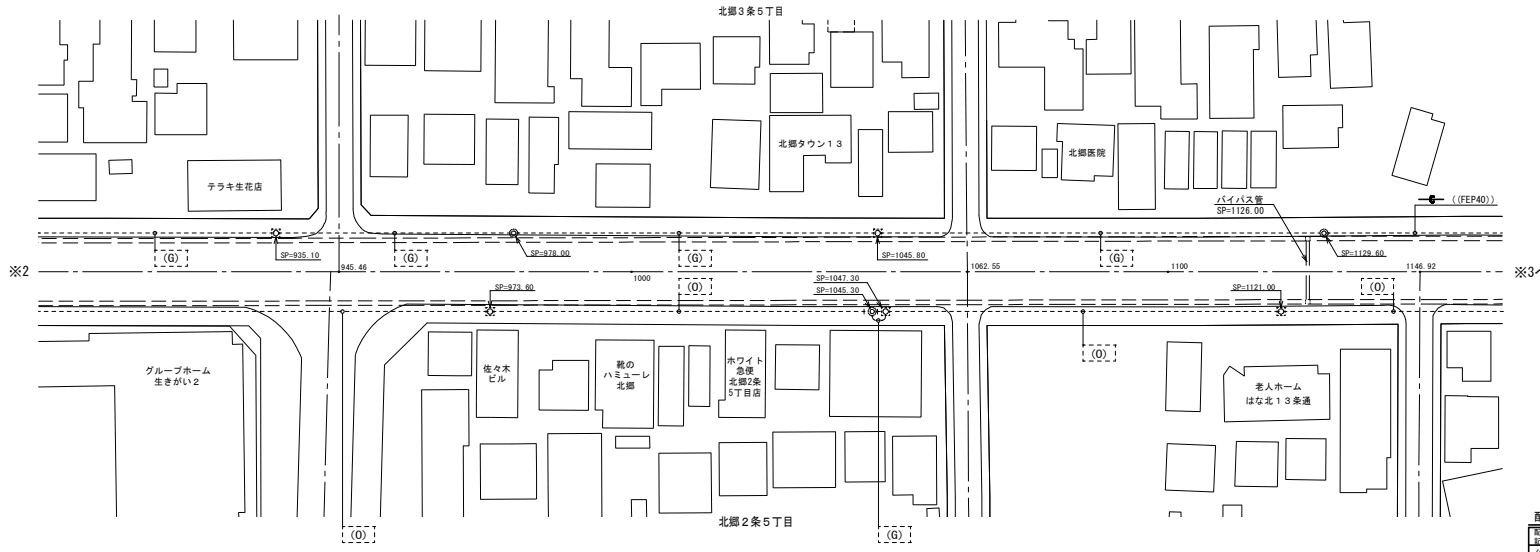 北郷3条5丁目
北郷タウン13
北郷医院
テラキ生花店
バイパス管
SP=1126.00
((FEP40))
(G)
SP=935.10
(G)
SP=978.00
(G)
SP=1045.80
(G)
SP=1129.60
※2
945.46
1000
1062.55
1100
1146.92
※3へ
SP=973.60
(O)
SP=1047.30
SP=1045.30
SP=1121.00
(O)
(O)
グループホーム
生きがい2
佐々木
ビル
靴の
ハミューレ
北郷
ホワイト
急便
北郷2条
5丁目店
老人ホーム
はな北13条通
北郷2条5丁目
(O)
(G)